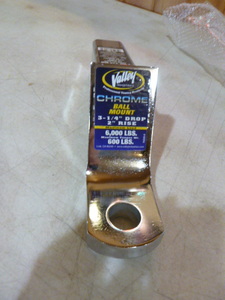 Valley
CHROME
BALL
MOUNT
3-1/4" DROP
2" RISE
6,000 LBS.
600 LBS.